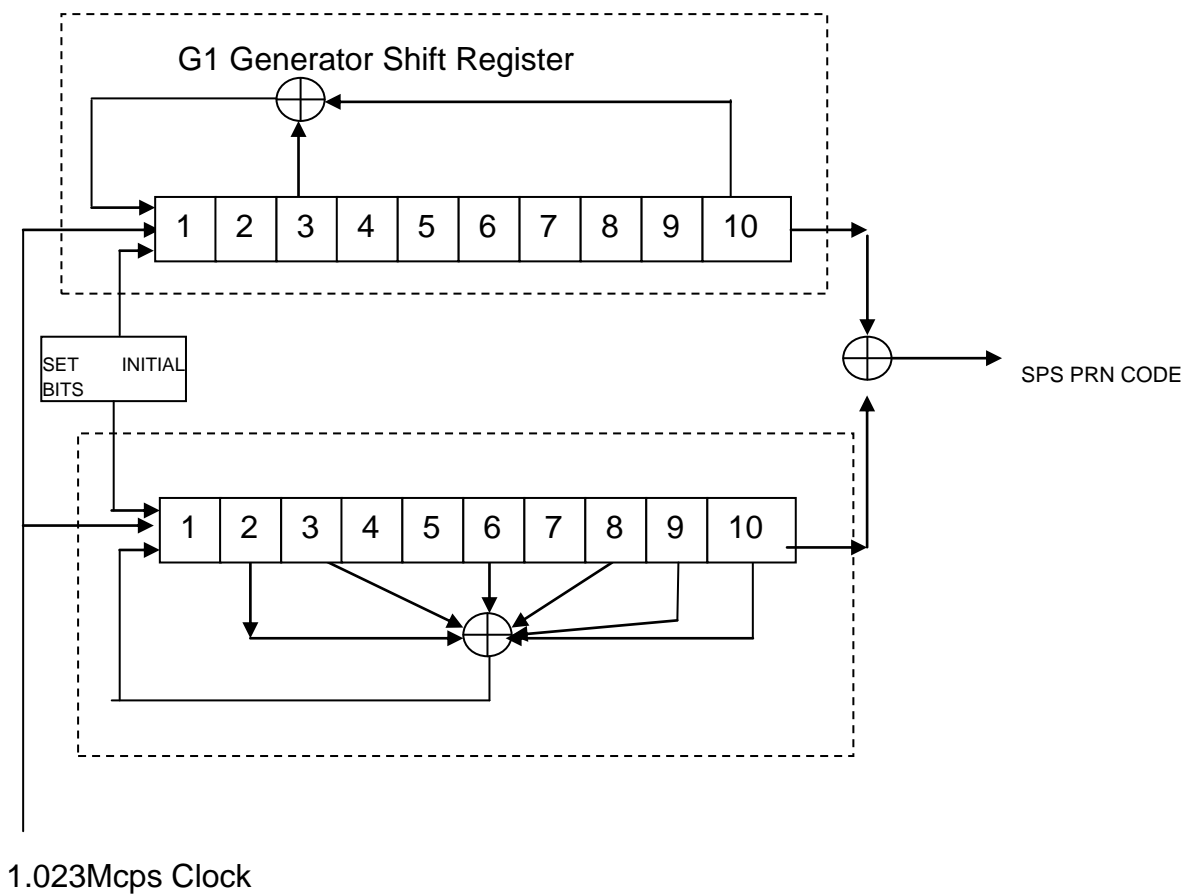 G1 Generator Shift Register
1 2 3 4 5 6 7 8 9 10
SET INITIAL
BITS
SPS PRN CODE
1 2 3 4 5 6 7 8 9 10
1.023Mcps Clock